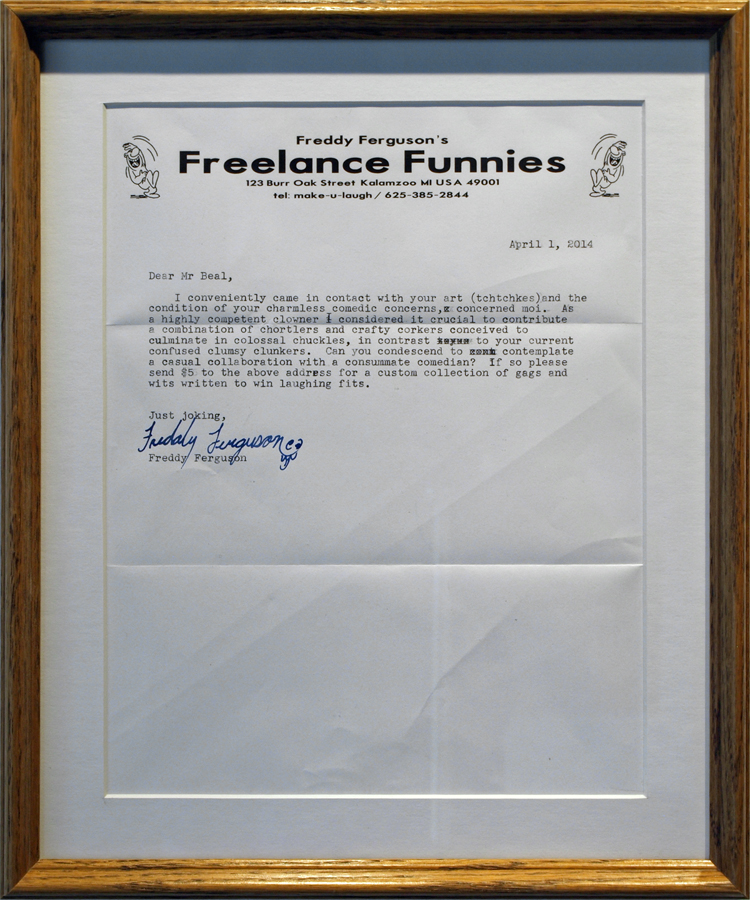 Freddy Ferguson's
Freelance Funnies
123 Burr Oak Street Kalamzoo MI USA 49001
tel: make-u-laugh / 625-385-2844
April 1, 2014
Dear Mr Beal,
I conveniently came in contact with your art (tchtchkes)and the
condition of your charmless comedic concerns, concerned moi. As
a highly competent clowner I considered it crucial to contribute
a combination of chortlers and crafty corkers conceived to
culminate in colossal chuckles, in contrast to your current
confused clumsy clunkers. Can you condescend to contemplate
a casual collaboration with a consummate comedian? If so please
send $5 to the above address for a custom collection of gags and
wits written to win laughing fits.
Just joking,
Freddy Ferguson
Freddy Ferguson